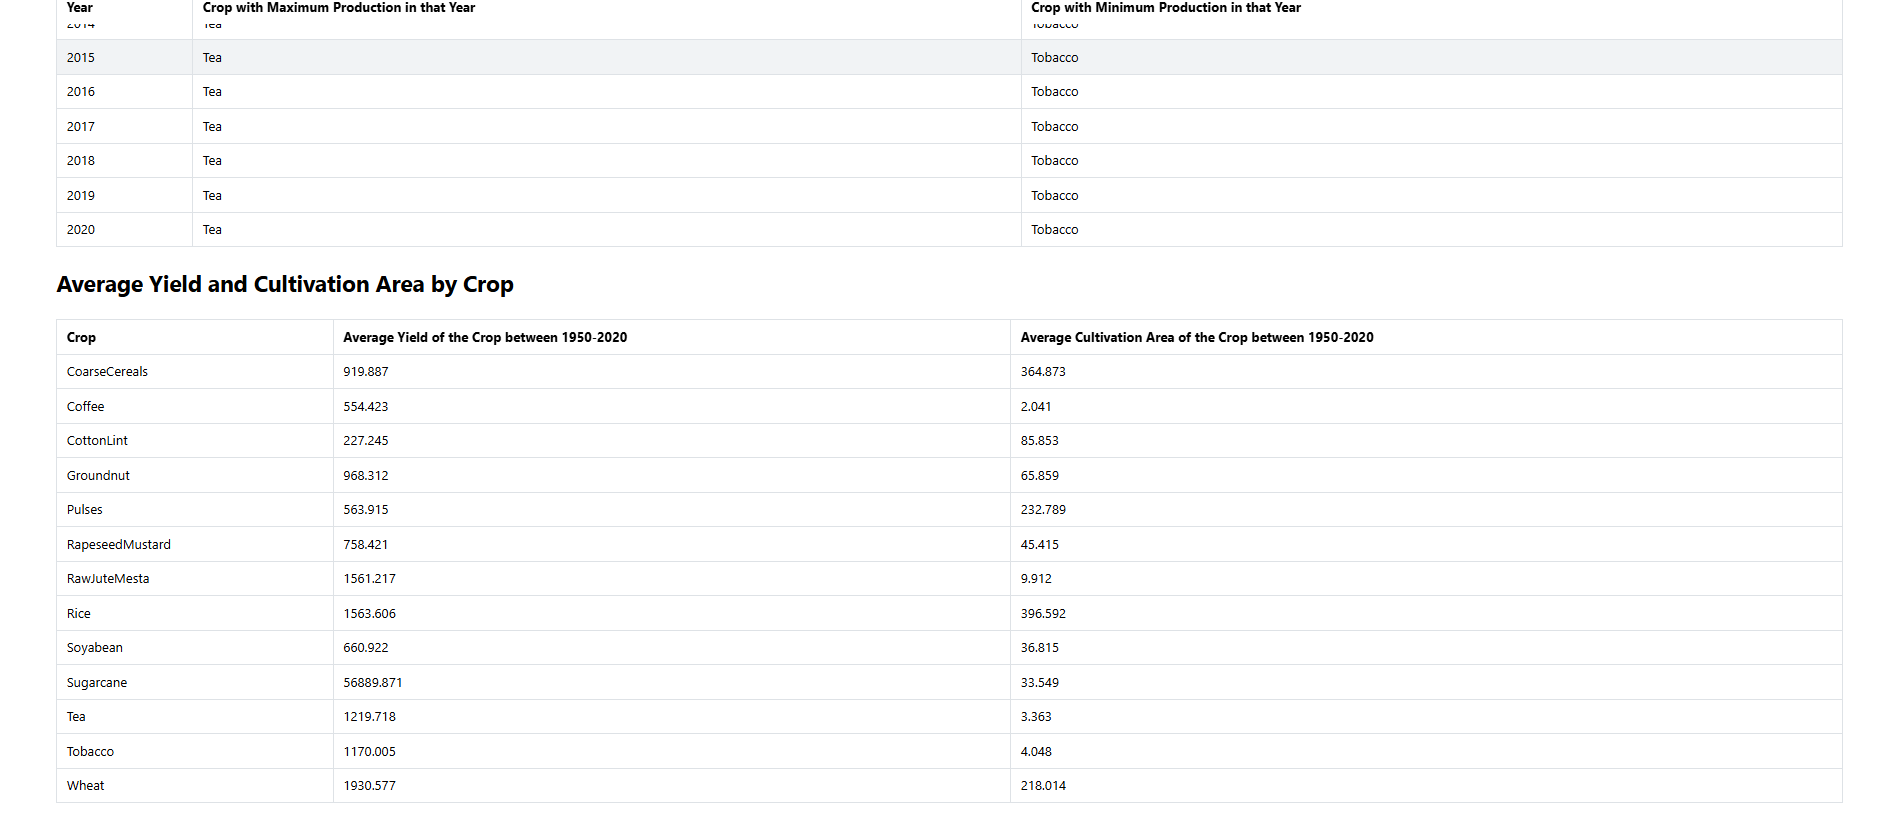 Year Crop with Maximum Production in that Year Crop with Minimum Production in that Year
2014 Tea Tobacco
2015 Tea Tobacco
2016 Tea Tobacco
2017 Tea Tobacco
2018 Tea Tobacco
2019 Tea Tobacco
2020 Tea Tobacco
Average Yield and Cultivation Area by Crop
Crop Average Yield of the Crop between 1950-2020 Average Cultivation Area of the Crop between 1950-2020
CoarseCereals 919.887 364.873
Coffee 554.423 2.041
CottonLint 227.245 85.853
Groundnut 968.312 65.859
Pulses 563.915 232.789
RapeseedMustard 758.421 45.415
RawJuteMesta 1561.217 9.912
Rice 1563.606 396.592
Soyabean 660.922 36.815
Sugarcane 56889.871 33.549
Tea 1219.718 3.363
Tobacco 1170.005 4.048
Wheat 1930.577 218.014